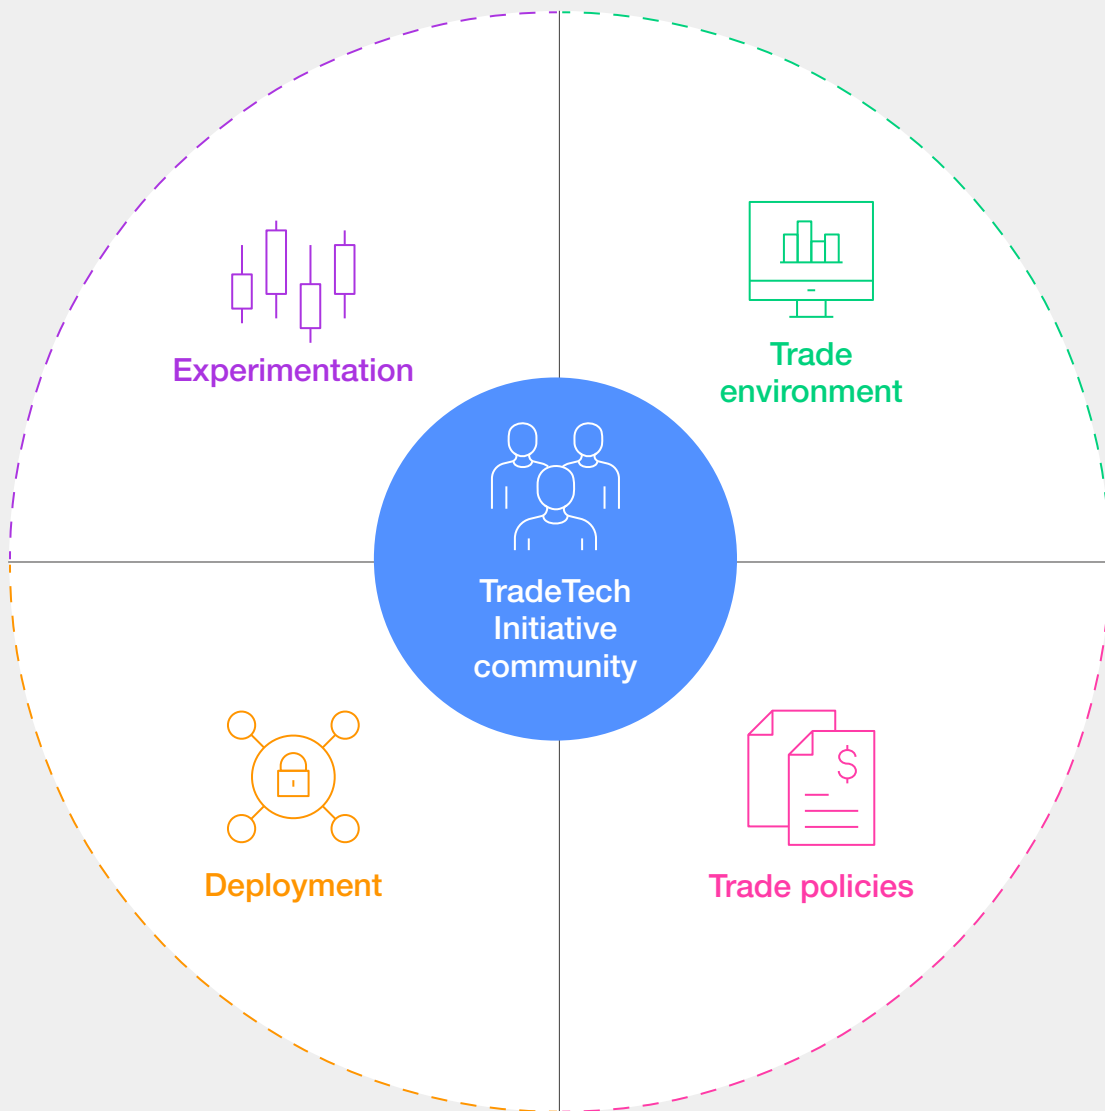 Experimentation
Trade
environment
TradeTech
Initiative
community
Deployment
Trade policies
$